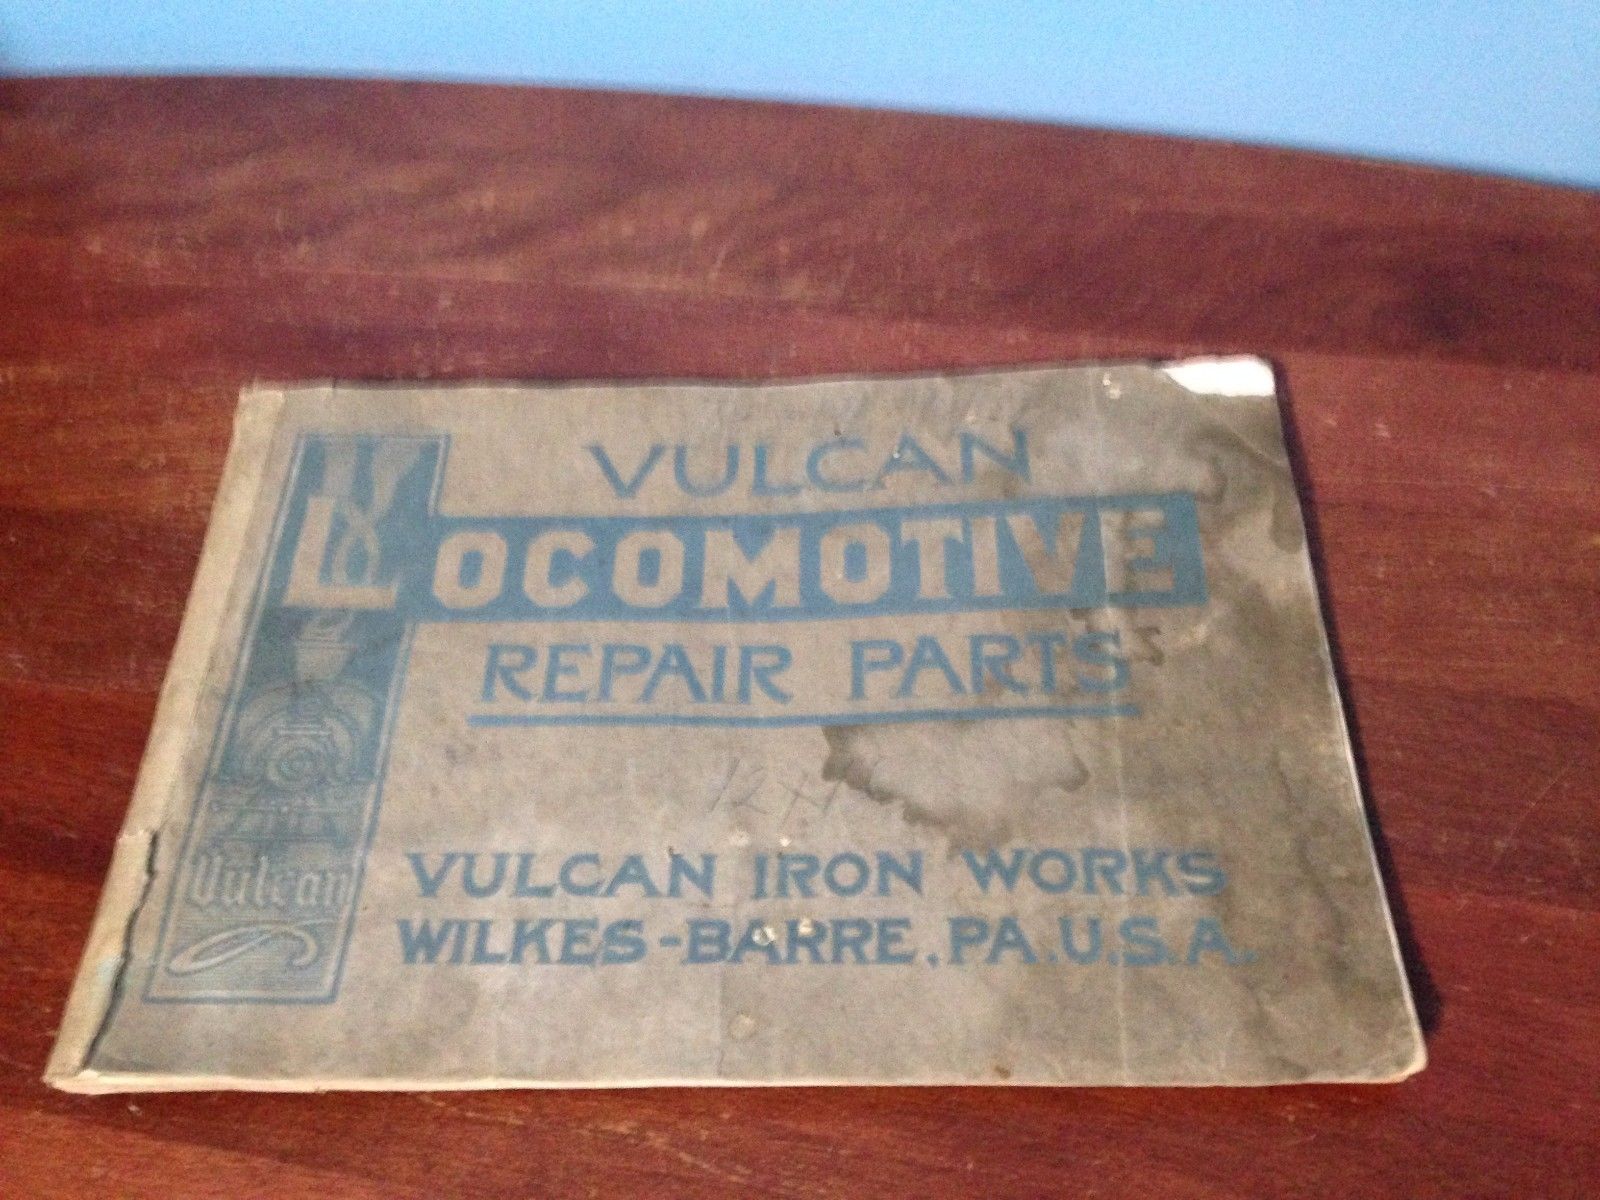 VULCAN
LOCOMOTIVE
REPAIR PARTS
VULCAN IRON WORKS
WILKES-BARRE, PA. U.S.A.
Vulcan